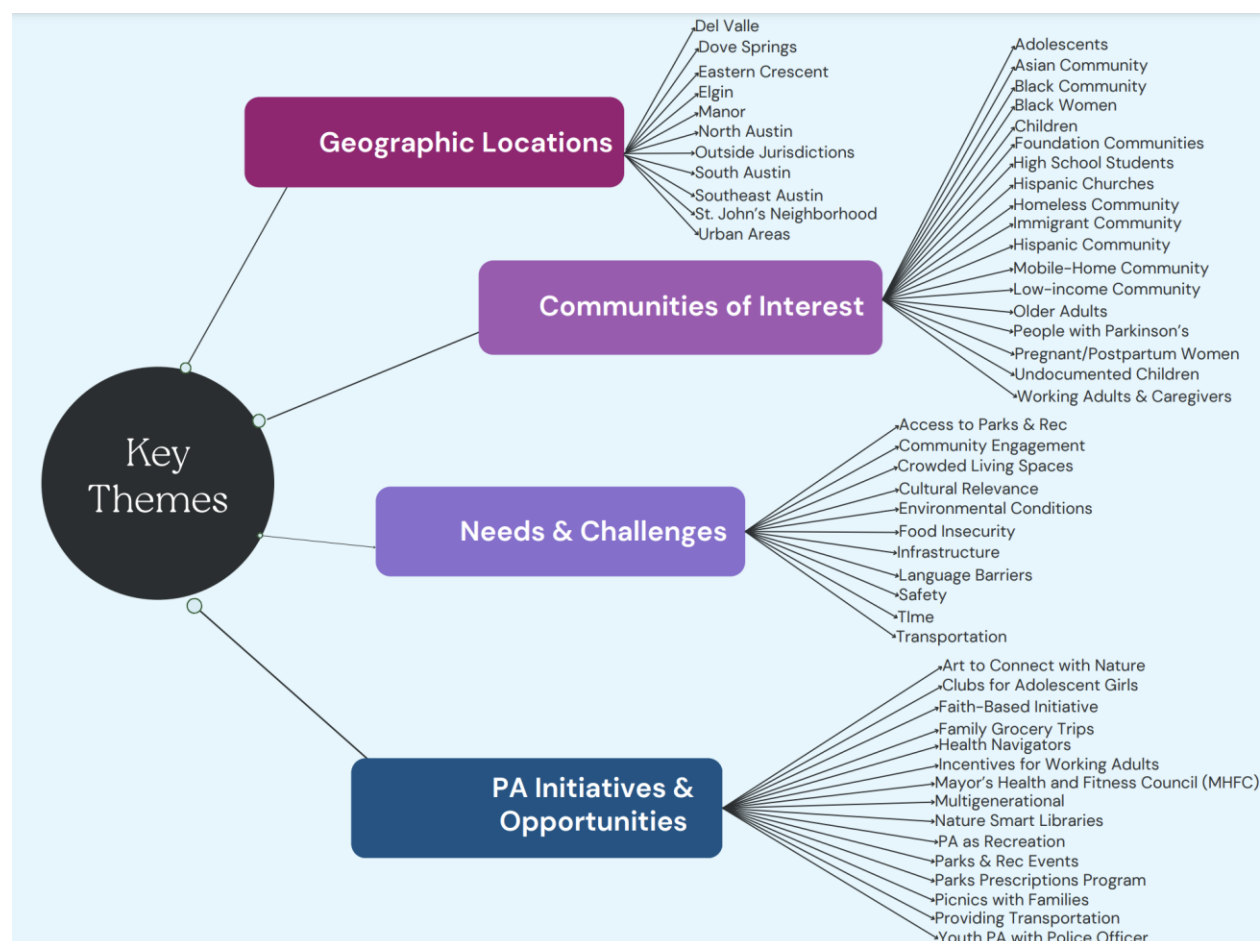 Key
Themes
Geographic Locations
Del Valle
Dove Springs
Eastern Crescent
Elgin
Manor
North Austin
Outside Jurisdictions
South Austin
Southeast Austin
St. John's Neighborhood
Urban Areas
Communities of Interest
Adolescents
Asian Community
Black Community
Black Women
Children
Foundation Communities
High School Students
Hispanic Churches
Homeless Community
Immigrant Community
Hispanic Community
Mobile-Home Community
Low-income Community
Older Adults
People with Parkinson's
Pregnant/Postpartum Women
Undocumented Children
Working Adults & Caregivers
Needs & Challenges
Access to Parks & Rec
Community Engagement
Crowded Living Spaces
Cultural Relevance
Environmental Conditions
Food Insecurity
Infrastructure
Language Barriers
Safety
TIme
Transportation
PA Initiatives &
Opportunities
Art to Connect with Nature
Clubs for Adolescent Girls
Faith-Based Initiative
Family Grocery Trips
Health Navigators
Incentives for Working Adults
Mayor's Health and Fitness Council (MHFC)
Multigenerational
Nature Smart Libraries
PA as Recreation
Parks & Rec Events
Parks Prescriptions Program
Picnics with Families
Providing Transportation
Youth PA with Police Officer